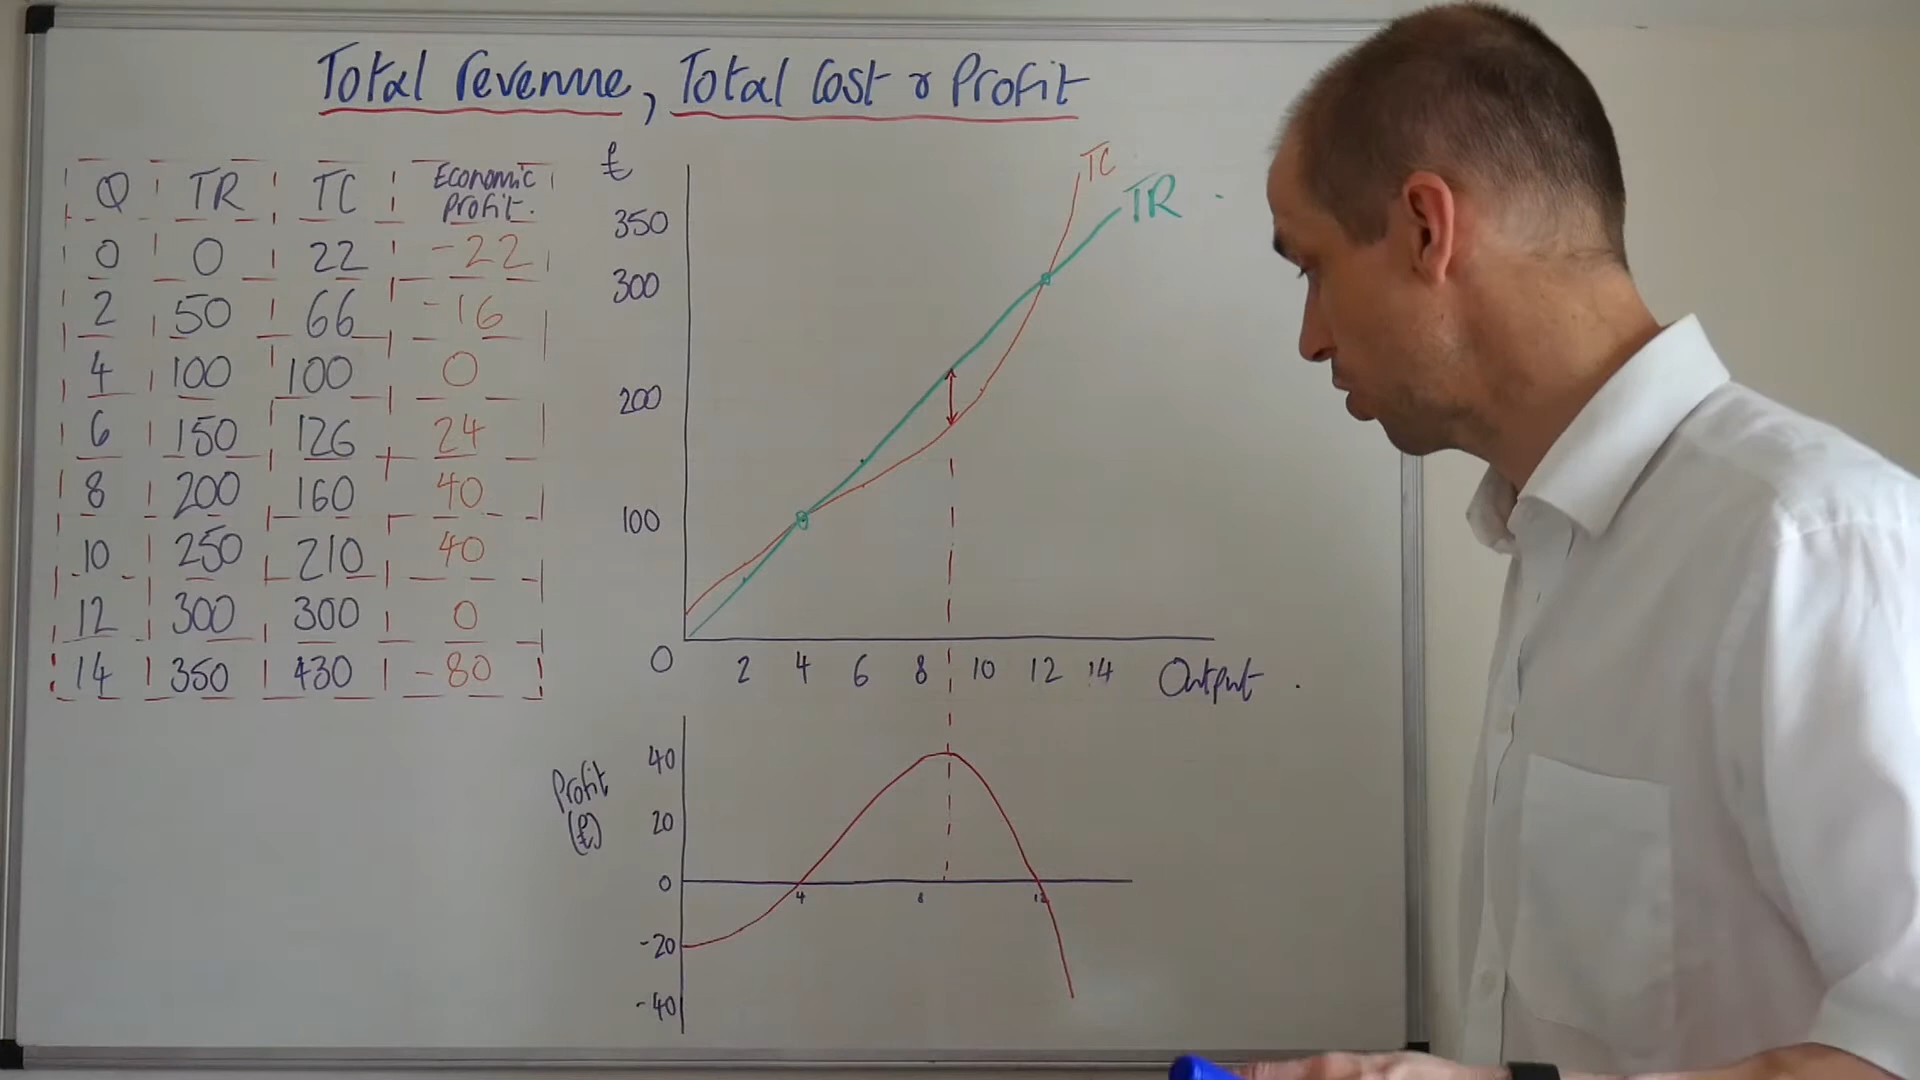 Total revenue, Total Cost & Profit
Q TR TC Economic Profit.
0 0 22 -22
2 50 66 -16
4 100 100 0
6 150 126 24
8 200 160 40
10 250 210 40
12 300 300 0
14 350 430 -80
£
350
300
200
100
0
TC
TR
2 4 6 8 10 12 14 Output
Profit
(£)
40
20
0
-20
-40
4 8 12